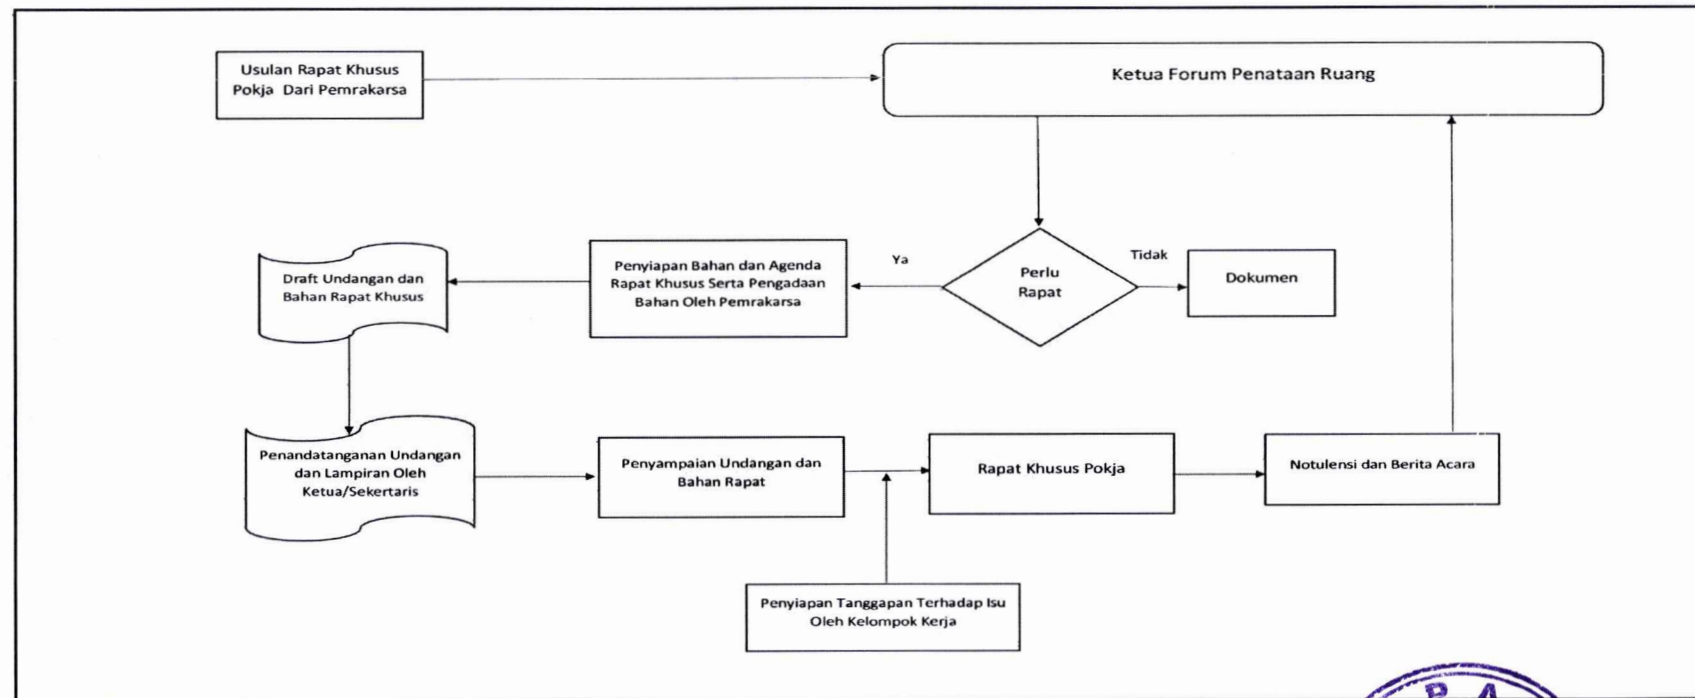 Usulan Rapat Khusus
Pokja Dari Pemrakarsa
Ketua Forum Penataan Ruang
Draft Undangan dan
Bahan Rapat Khusus
Penyiapan Bahan dan Agenda
Rapat Khusus Serta Pengadaan
Bahan Oleh Pemrakarsa
Ya
Perlu
Rapat
Tidak
Dokumen
Penandatanganan Undangan
dan Lampiran Oleh
Ketua/Sekertaris
Penyampaian Undangan dan
Bahan Rapat
Rapat Khusus Pokja
Notulensi dan Berita Acara
Penyiapan Tanggapan Terhadap Isu
Oleh Kelompok Kerja